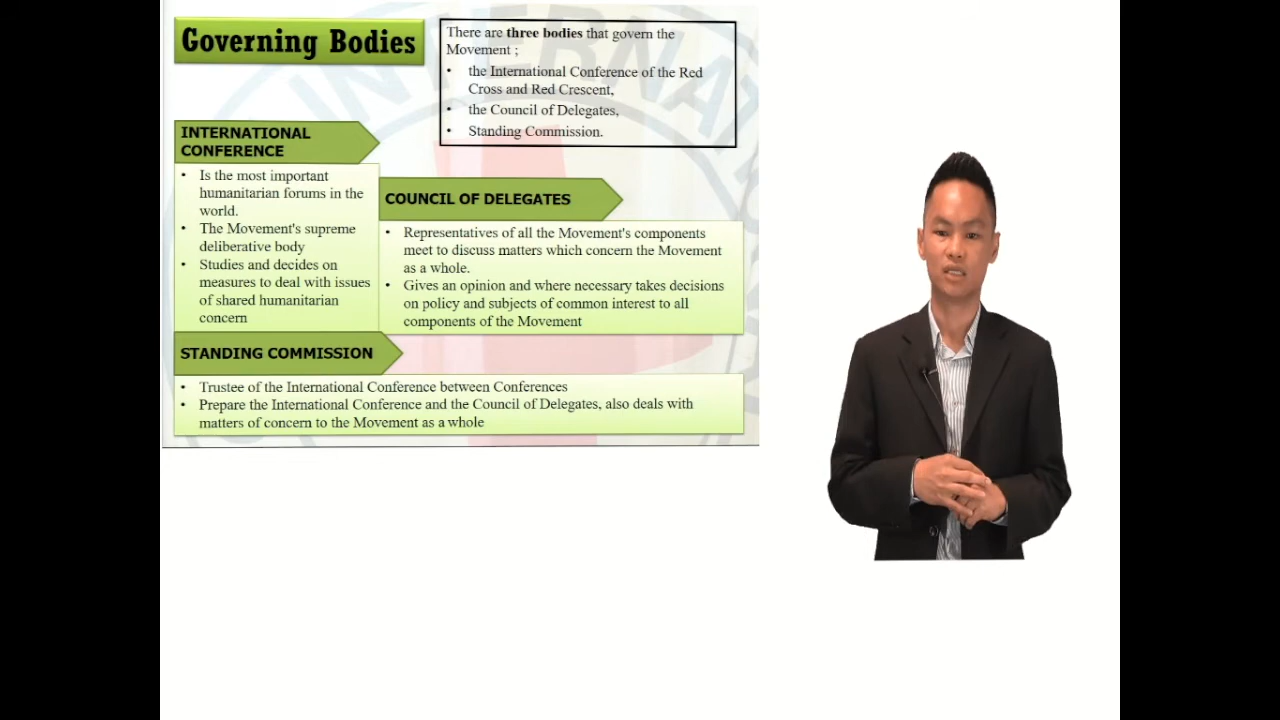 Governing Bodies
There are three bodies that govern the
Movement ;
• the International Conference of the Red
Cross and Red Crescent,
• the Council of Delegates,
• Standing Commission.
INTERNATIONAL
CONFERENCE
• Is the most important
humanitarian forums in the
world.
• The Movement's supreme
deliberative body
• Studies and decides on
measures to deal with issues
of shared humanitarian
concern
COUNCIL OF DELEGATES
• Representatives of all the Movement's components
meet to discuss matters which concern the Movement
as a whole.
• Gives an opinion and where necessary takes decisions
on policy and subjects of common interest to all
components of the Movement
STANDING COMMISSION
• Trustee of the International Conference between Conferences
• Prepare the International Conference and the Council of Delegates, also deals with
matters of concern to the Movement as a whole